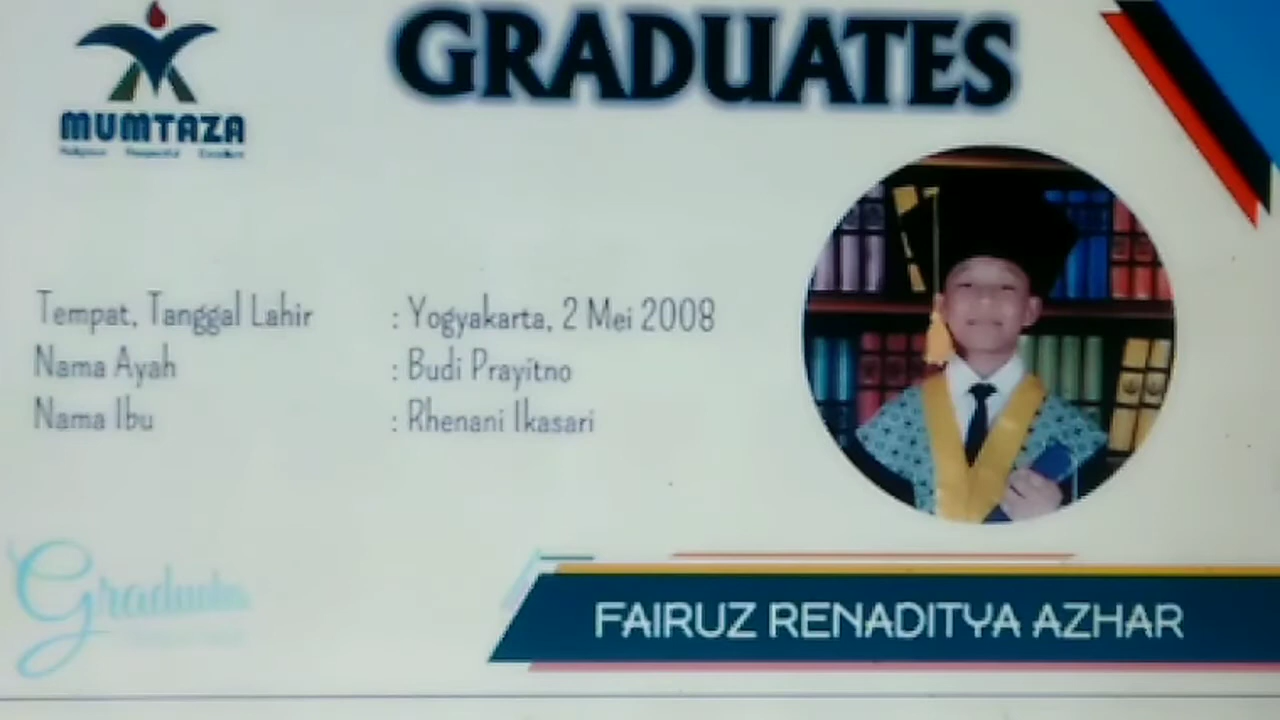 GRADUATES
MUMTAZA
Tempat, Tanggal Lahir : Yogyakarta, 2 Mei 2008
Nama Ayah : Budi Prayitno
Nama Ibu : Rhenani Ikasari
Graduates
FAIRUZ RENADITYA AZHAR